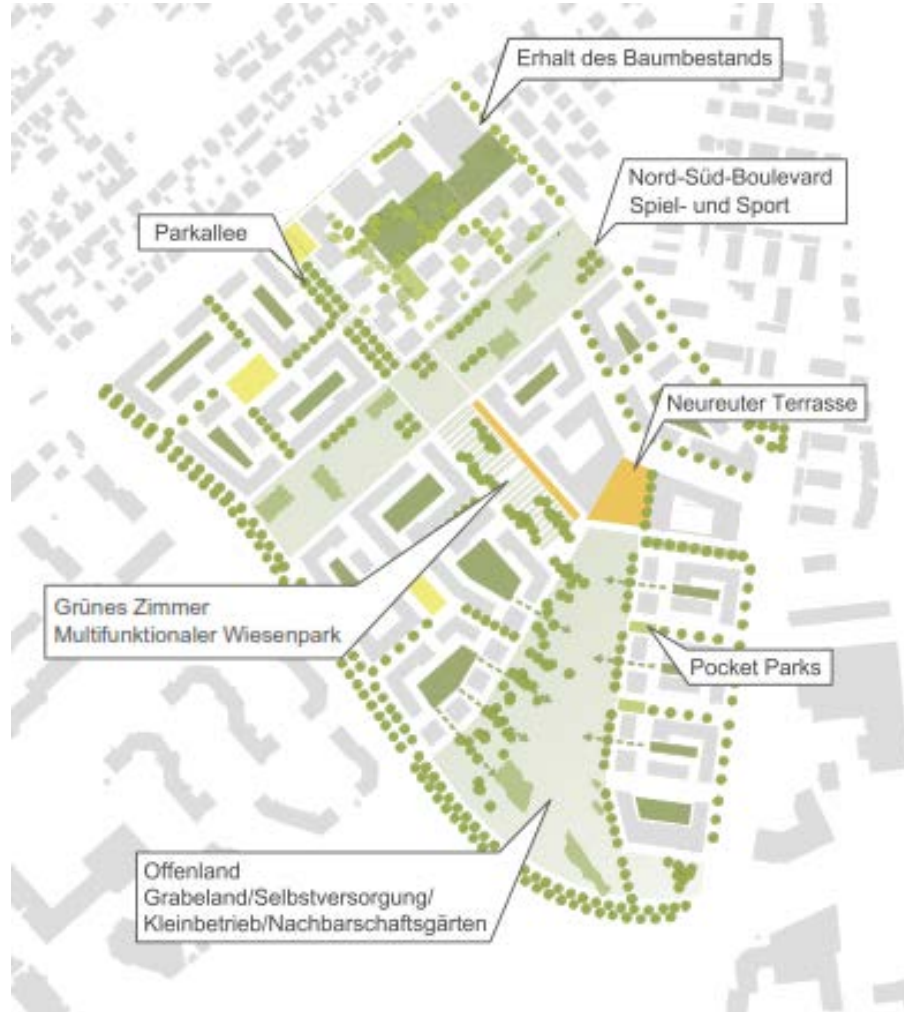 Erhalt des Baumbestands
Nord-Süd-Boulevard
Spiel- und Sport
Parkallee
Neureuter Terrasse
Grünes Zimmer
Multifunktionaler Wiesenpark
Pocket Parks
Offenland
Grabeland/Selbstversorgung/
Kleinbetrieb/Nachbarschaftsgärten